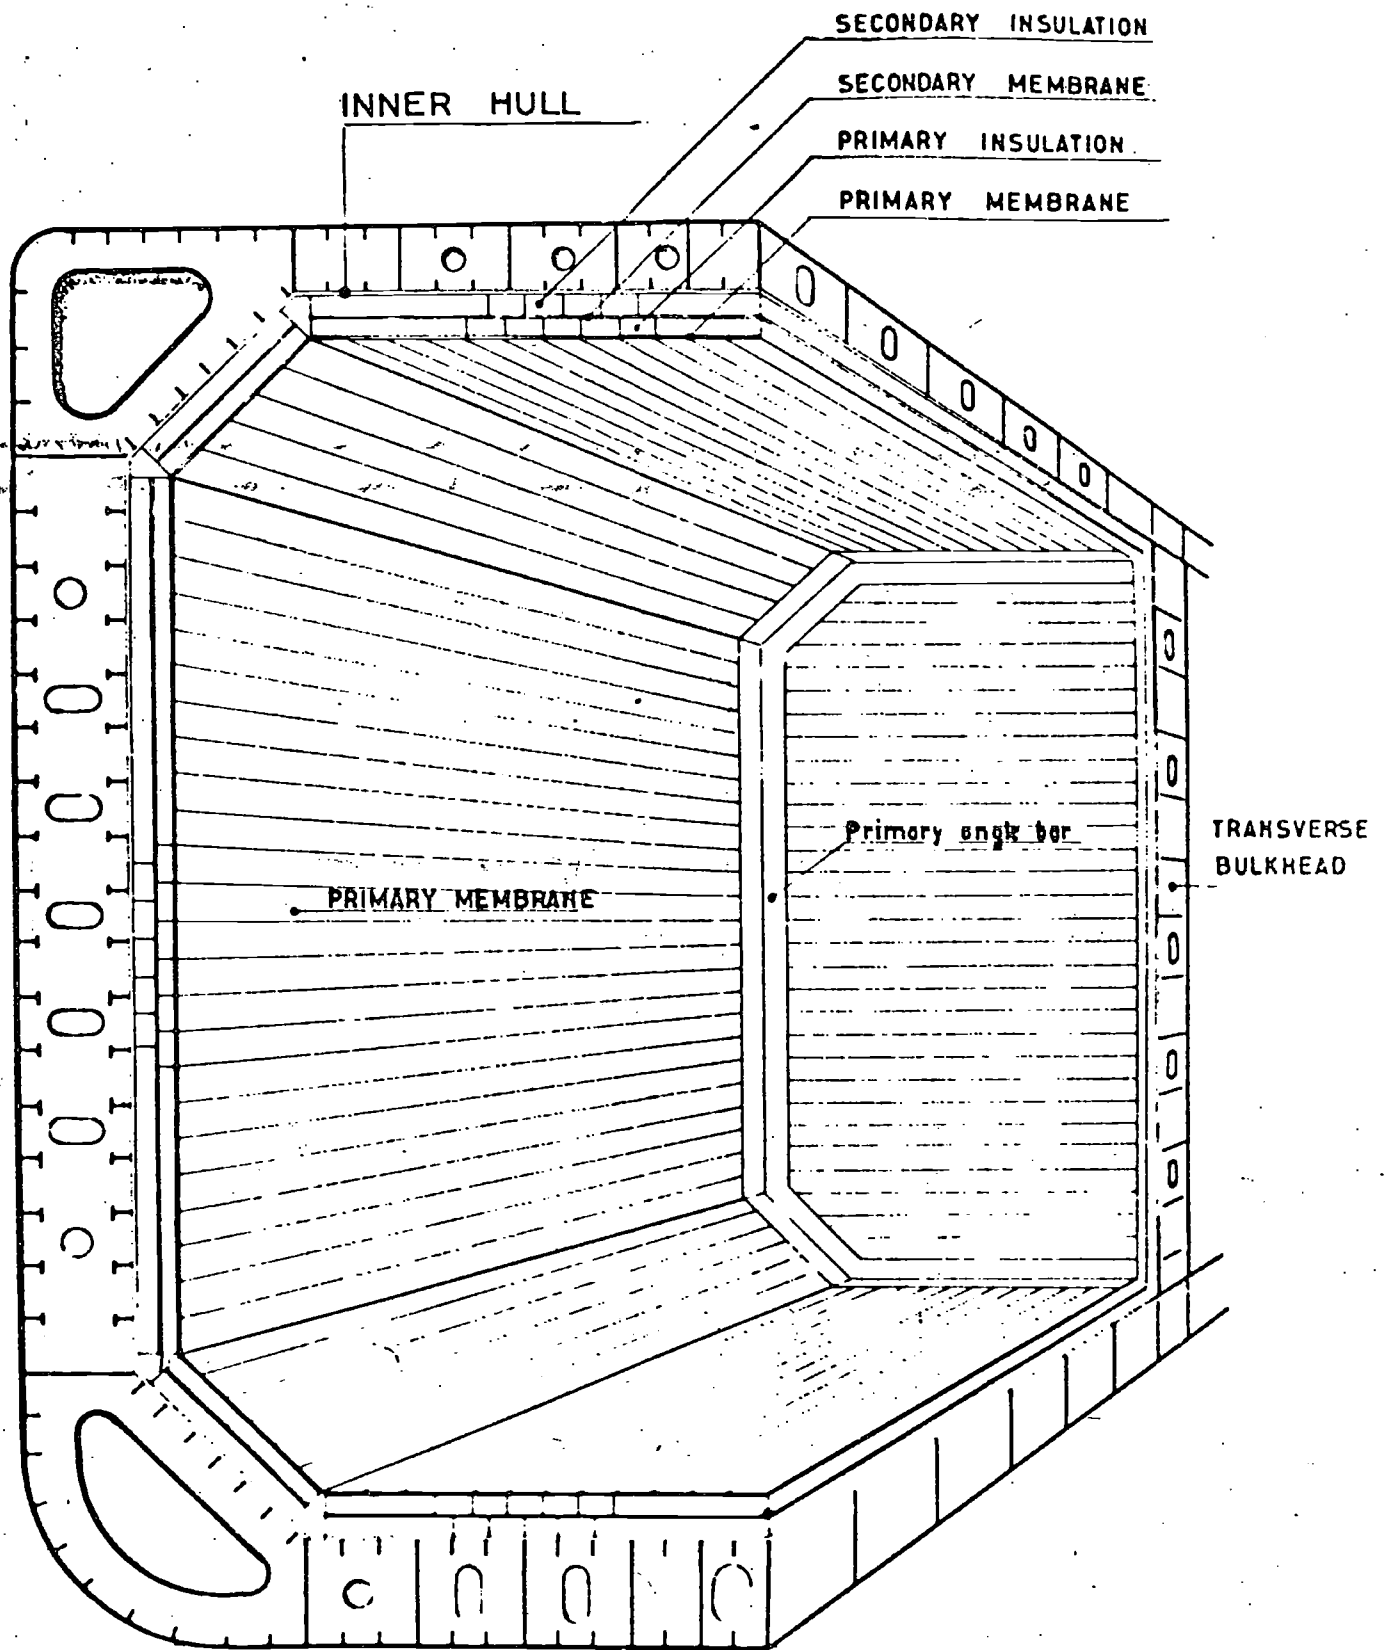 SECONDARY INSULATION
SECONDARY MEMBRANE
INNER HULL
PRIMARY INSULATION
PRIMARY MEMBRANE
Primary angle bar
TRANSVERSE
BULKHEAD
PRIMARY MEMBRANE